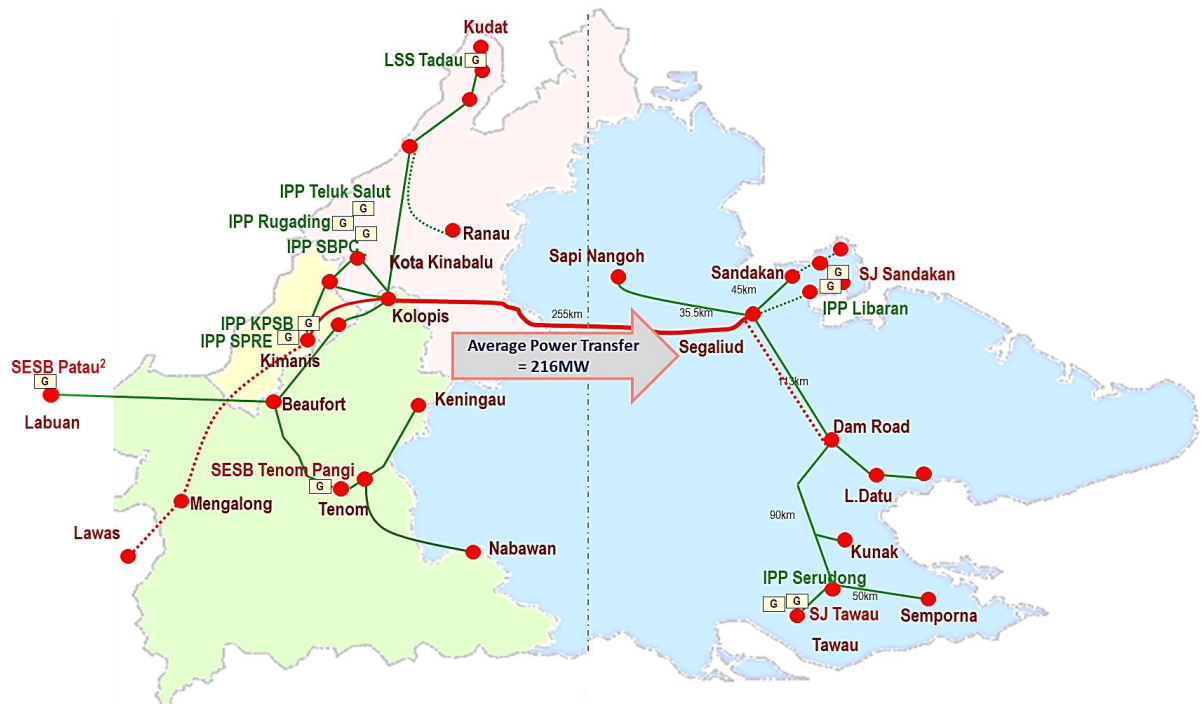 Kudat
LSS Tadau
G
IPP Teluk Salut
G
IPP Rugading
G
G
IPP SBPC
Kota Kinabalu
Ranau
Sapi Nangoh
Sandakan
G
SJ Sandakan
45km
G
IPP Libaran
Kolopis
255km
35.5km
IPP KPSB
G
IPP SPRE
G
Kimanis
Average Power Transfer
= 216MW
Segaliud
SESB Patau²
G
Labuan
113km
Beaufort
Keningau
Dam Road
SESB Tenom Pangi
G
Tenom
L.Datu
Mengalong
90km
Lawas
Nabawan
Kunak
IPP Serudong
50km
G
G
SJ Tawau
Semporna
Tawau